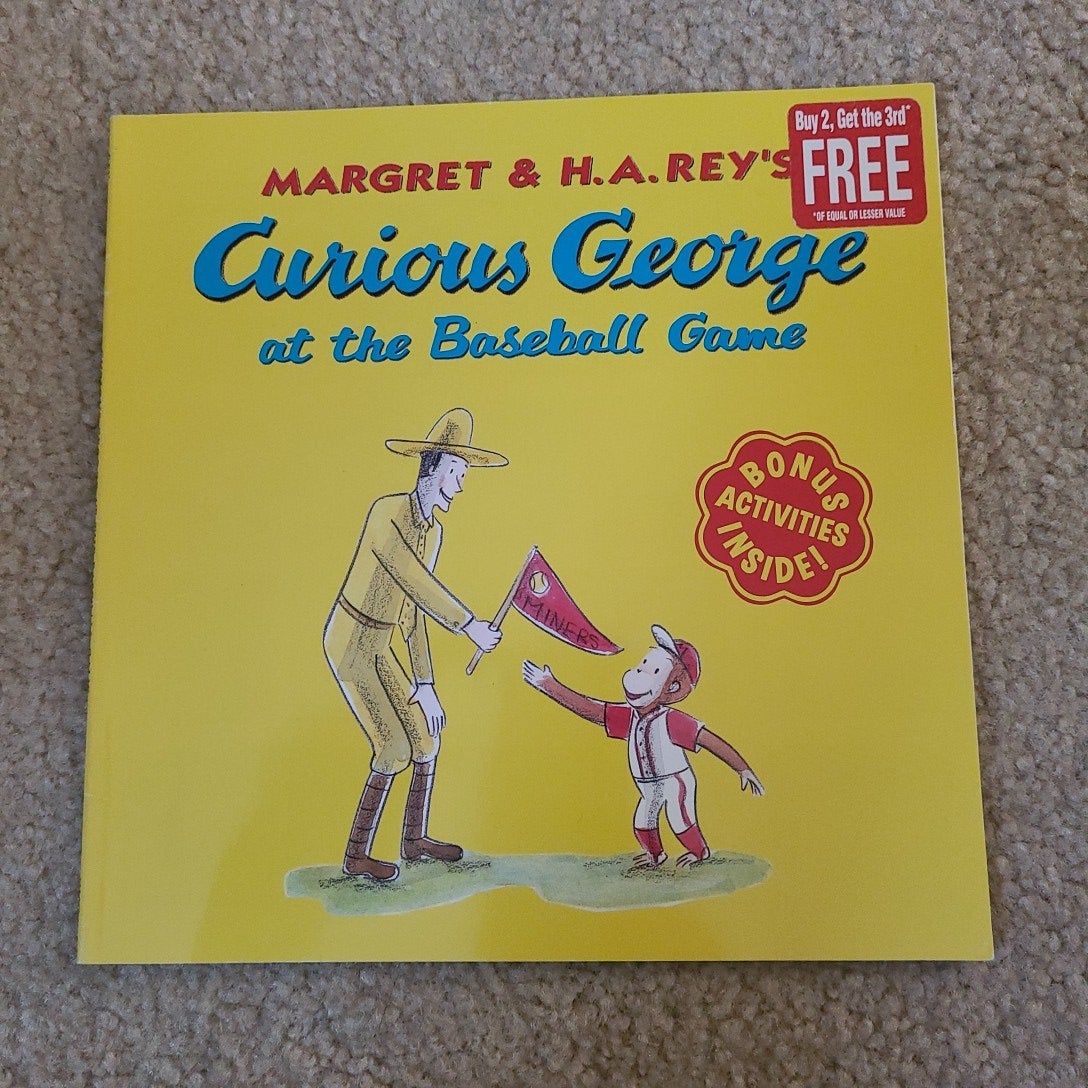 Buy 2, Get the 3rd*
FREE
*OF EQUAL OR LESSER VALUE
MARGRET & H.A. REY'S
Curious George
at the Baseball Game
BONUS
ACTIVITIES
INSIDE!
MINERS